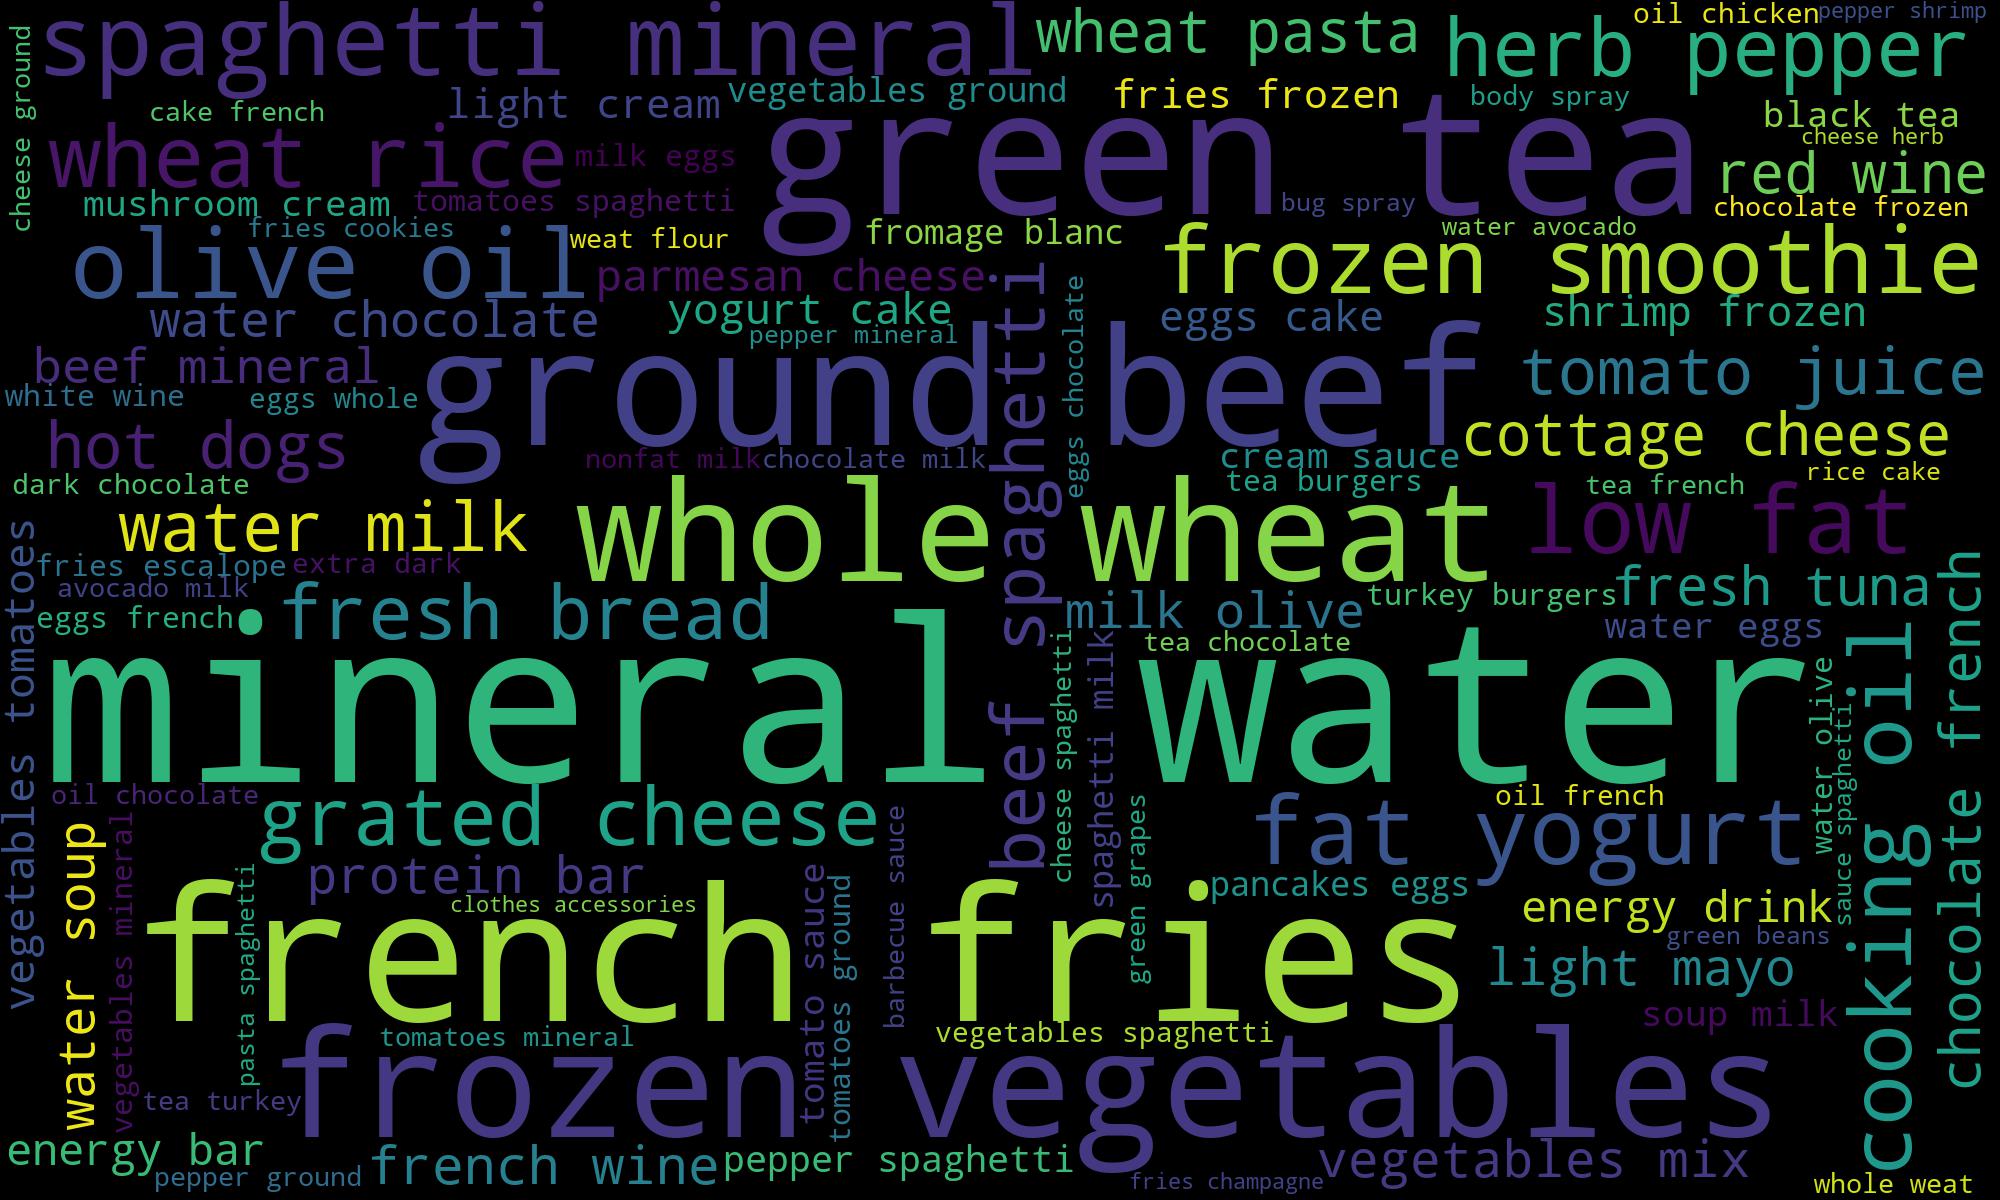 spaghetti mineral
wheat pasta
oil chicken
pepper shrimp
herb pepper
cheese ground
cake french
light cream
vegetables ground
fries frozen
body spray
black tea
cheese herb
wheat rice
milk eggs
green tea
red wine
mushroom cream
tomatoes spaghetti
bug spray
chocolate frozen
fries cookies
weat flour
fromage blanc
water avocado
olive oil
parmesan cheese
frozen smoothie
water chocolate
yogurt cake
pepper mineral
eggs chocolate
eggs cake
shrimp frozen
beef mineral
white wine
eggs whole
ground beef
beef spaghetti
tomato juice
hot dogs
nonfat milk
chocolate milk
cream sauce
cottage cheese
dark chocolate
tea burgers
tea french
rice cake
water milk
whole wheat
low fat
vegetables tomatoes
fries escalope
extra dark
avocado milk
eggs french
fresh bread
milk olive
turkey burgers
fresh tuna
tea chocolate
water eggs
mineral water
cheese spaghetti
spaghetti milk
water olive
sauce spaghetti
cooking oil
chocolate french
oil chocolate
grated cheese
fat yogurt
oil french
water soup
vegetables mineral
pasta spaghetti
protein bar
clothes accessories
french fries
tomato sauce
tomatoes ground
barbecue sauce
green grapes
pancakes eggs
energy drink
green beans
light mayo
soup milk
tomatoes mineral
vegetables spaghetti
frozen vegetables
tea turkey
energy bar
pepper ground
french wine
pepper spaghetti
fries champagne
vegetables mix
whole weat